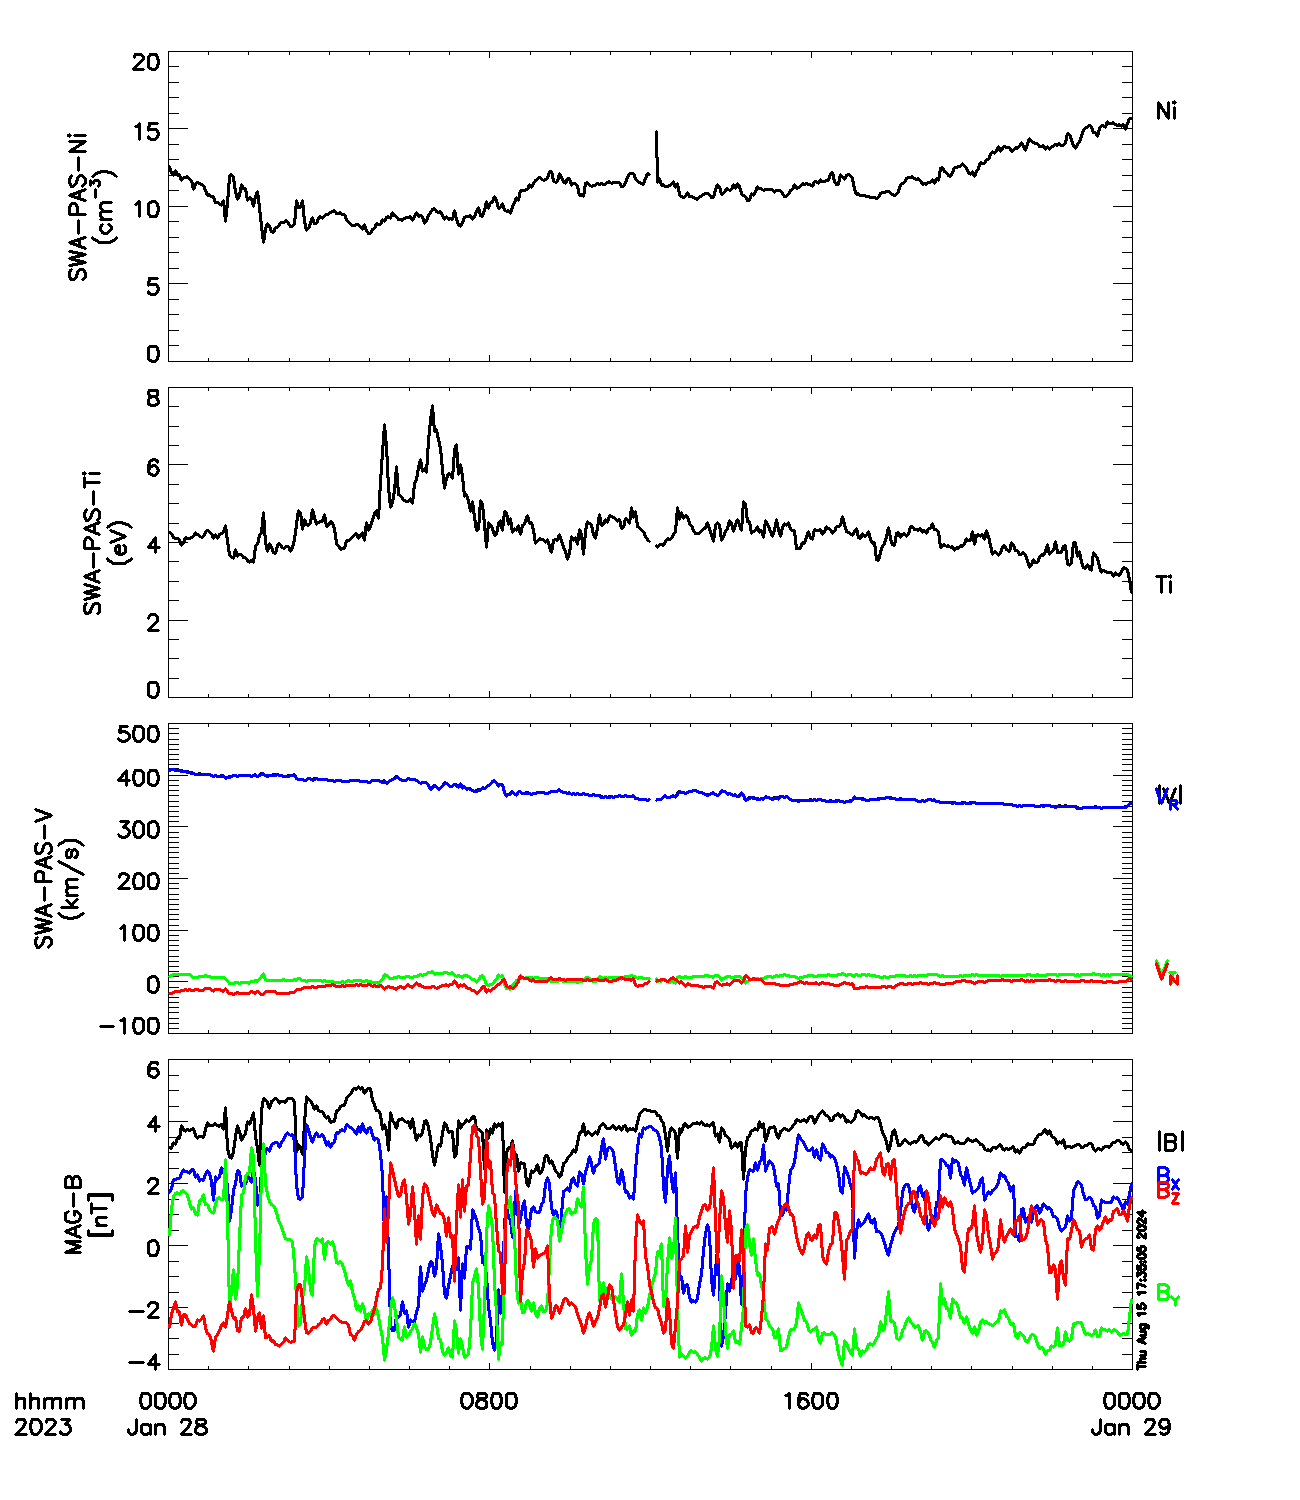 20
15
10
5
0
SWA-PAS-Ni
(cm⁻³)
Ni
8
6
4
2
0
SWA-PAS-Ti
(eV)
Ti
500
400
300
200
100
0
-100
SWA-PAS-V
(km/s)
|V|
V_R
V_T
V_N
6
4
2
0
-2
-4
MAG-B
[nT]
|B|
B_X
B_Z
B_Y
Thu Aug 15 17:35:05 2024
hhmm 0000 0800 1600 0000
2023 Jan 28 Jan 29